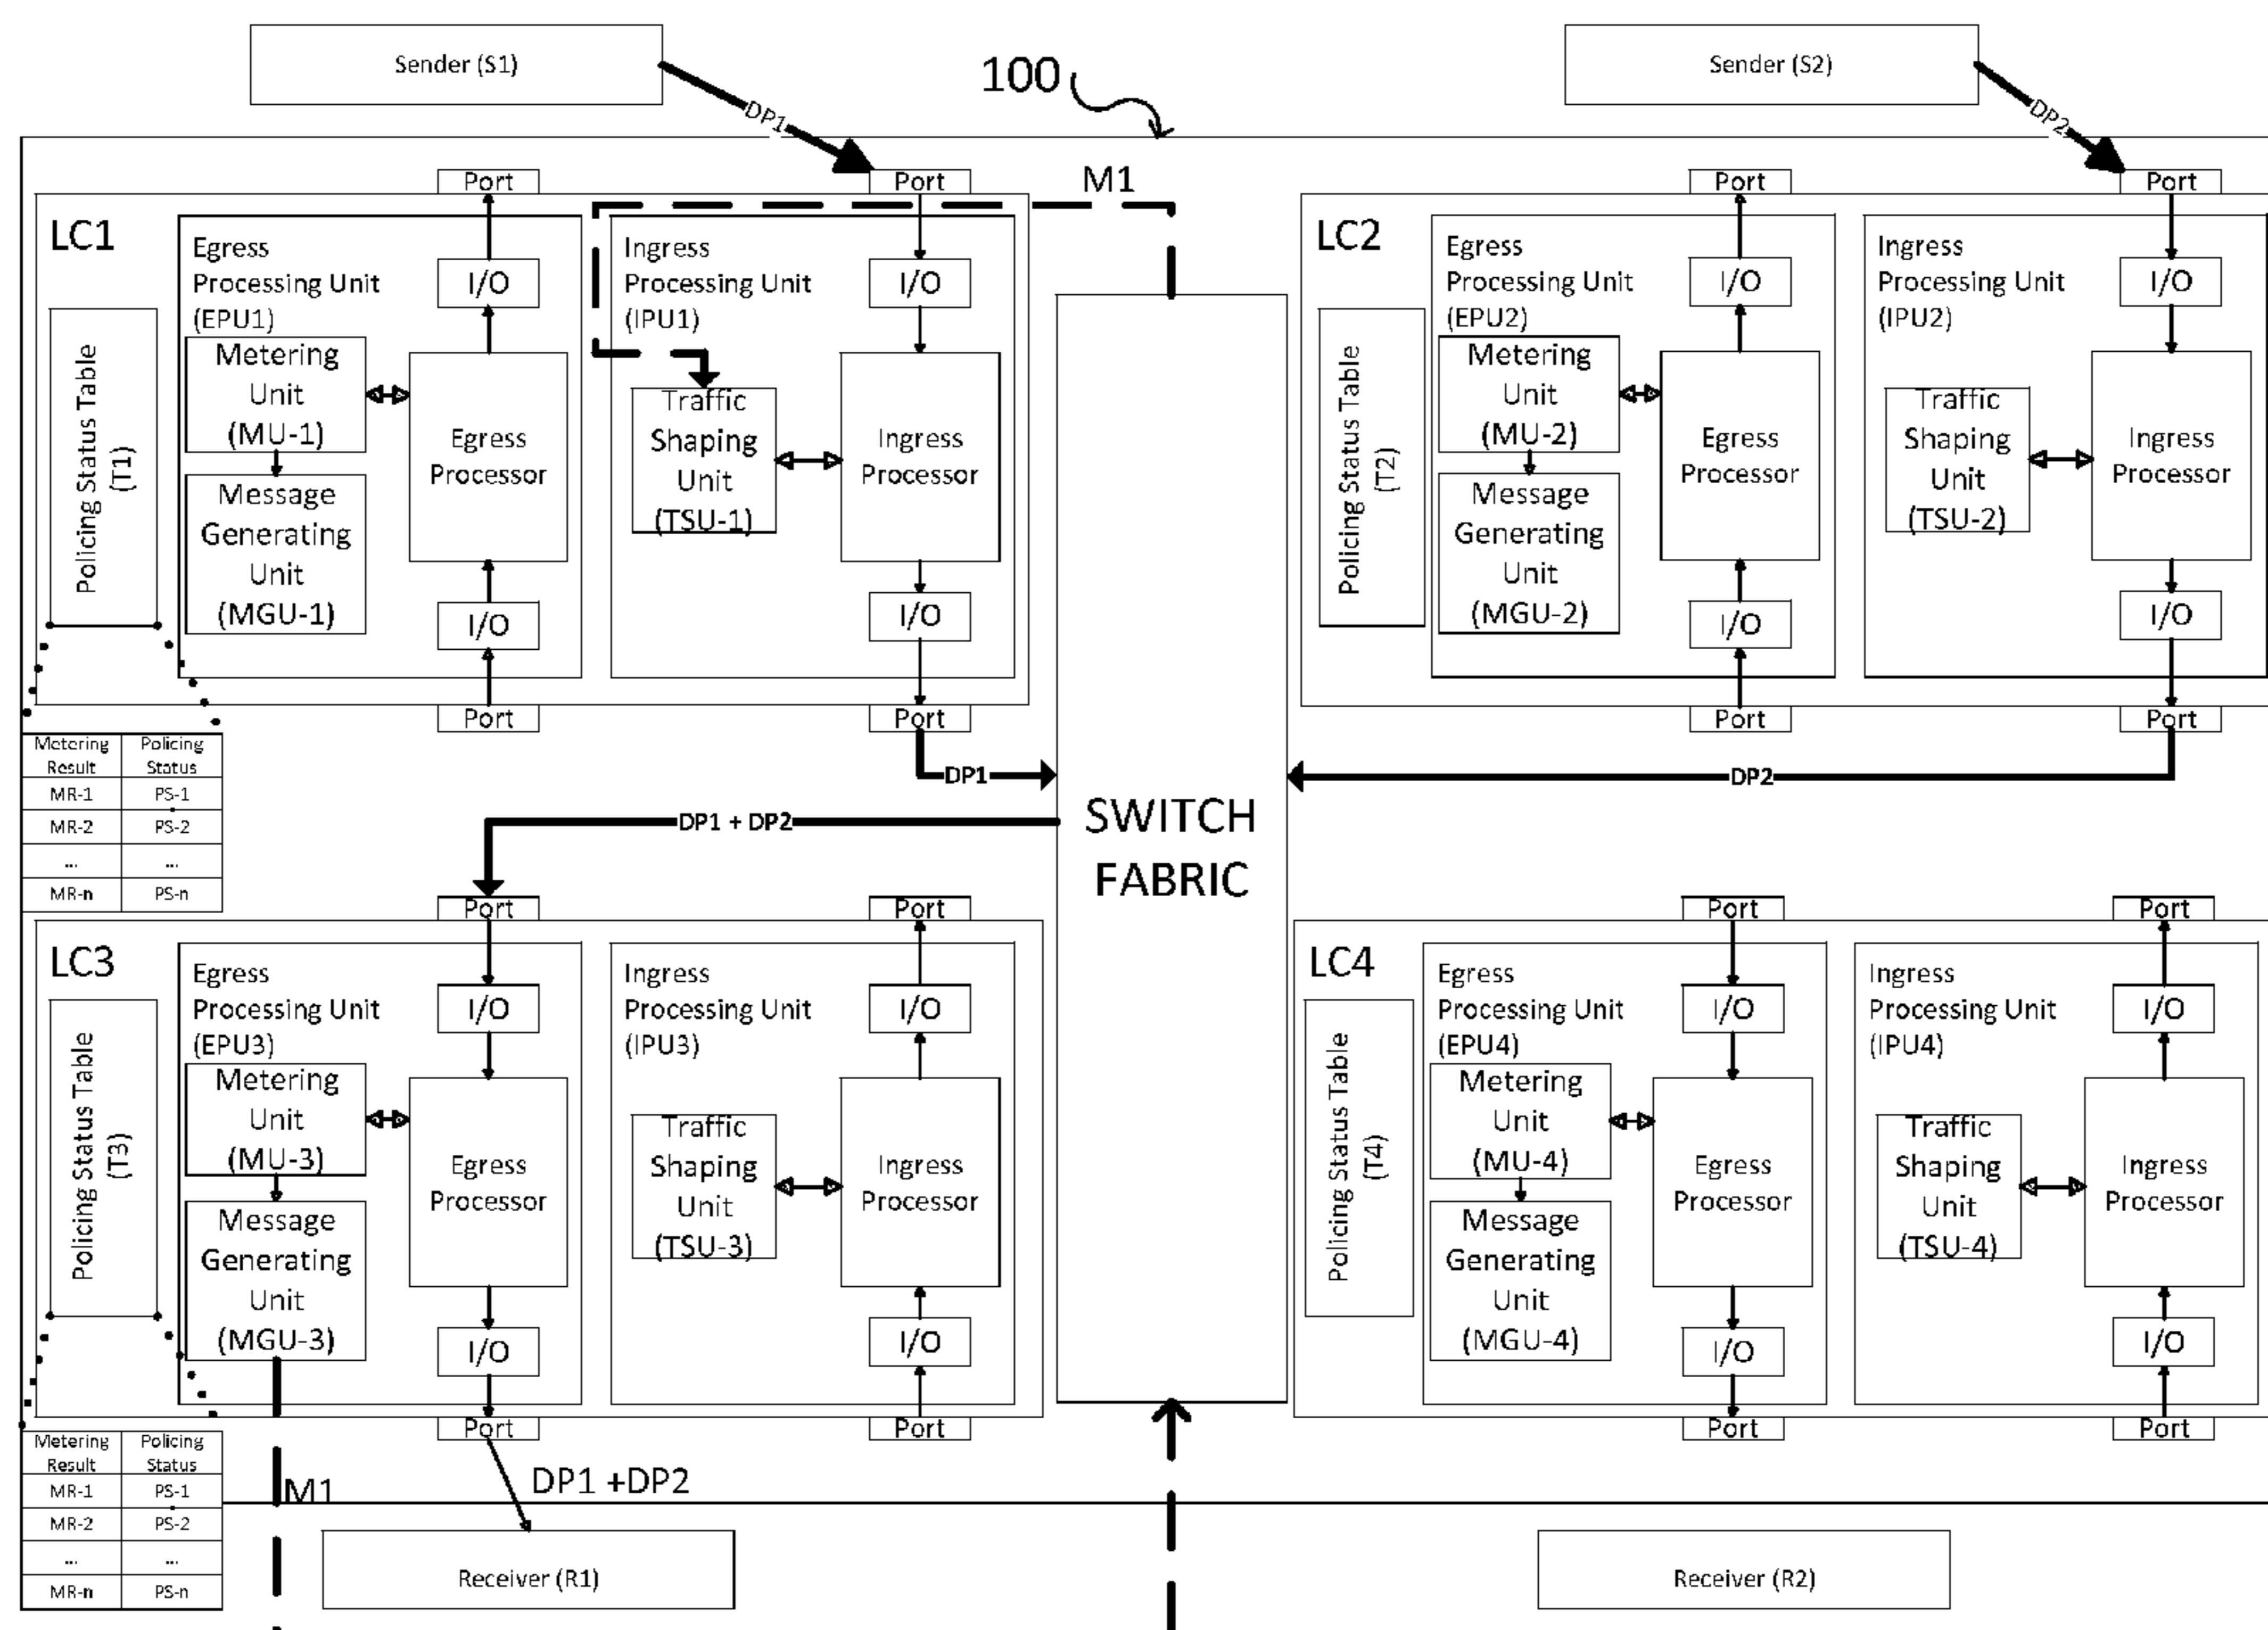 Sender (S1)
100
Sender (S2)
DP1
DP2
M1
Port
Port
Port
Port
LC1
Policing Status Table
(T1)
Egress
Processing Unit
(EPU1)
I/O
Metering
Unit
(MU-1)
Egress
Processor
Message
Generating
Unit
(MGU-1)
I/O
Ingress
Processing Unit
(IPU1)
I/O
Traffic
Shaping
Unit
(TSU-1)
Ingress
Processor
I/O
LC2
Policing Status Table
(T2)
Egress
Processing Unit
(EPU2)
I/O
Metering
Unit
(MU-2)
Egress
Processor
Message
Generating
Unit
(MGU-2)
I/O
Ingress
Processing Unit
(IPU2)
I/O
Traffic
Shaping
Unit
(TSU-2)
Ingress
Processor
I/O
Port
Port
Port
Port
Metering Result Policing Status
MR-1 PS-1
MR-2 PS-2
... ...
MR-n PS-n
DP1
DP2
DP1 + DP2
SWITCH
FABRIC
Port
Port
Port
Port
LC3
Policing Status Table
(T3)
Egress
Processing Unit
(EPU3)
I/O
Metering
Unit
(MU-3)
Egress
Processor
Message
Generating
Unit
(MGU-3)
I/O
Ingress
Processing Unit
(IPU3)
I/O
Traffic
Shaping
Unit
(TSU-3)
Ingress
Processor
I/O
LC4
Policing Status Table
(T4)
Egress
Processing Unit
(EPU4)
I/O
Metering
Unit
(MU-4)
Egress
Processor
Message
Generating
Unit
(MGU-4)
I/O
Ingress
Processing Unit
(IPU4)
I/O
Traffic
Shaping
Unit
(TSU-4)
Ingress
Processor
I/O
Port
Port
Port
Port
Metering Result Policing Status
MR-1 PS-1
MR-2 PS-2
... ...
MR-n PS-n
M1
DP1 +DP2
Receiver (R1)
Receiver (R2)